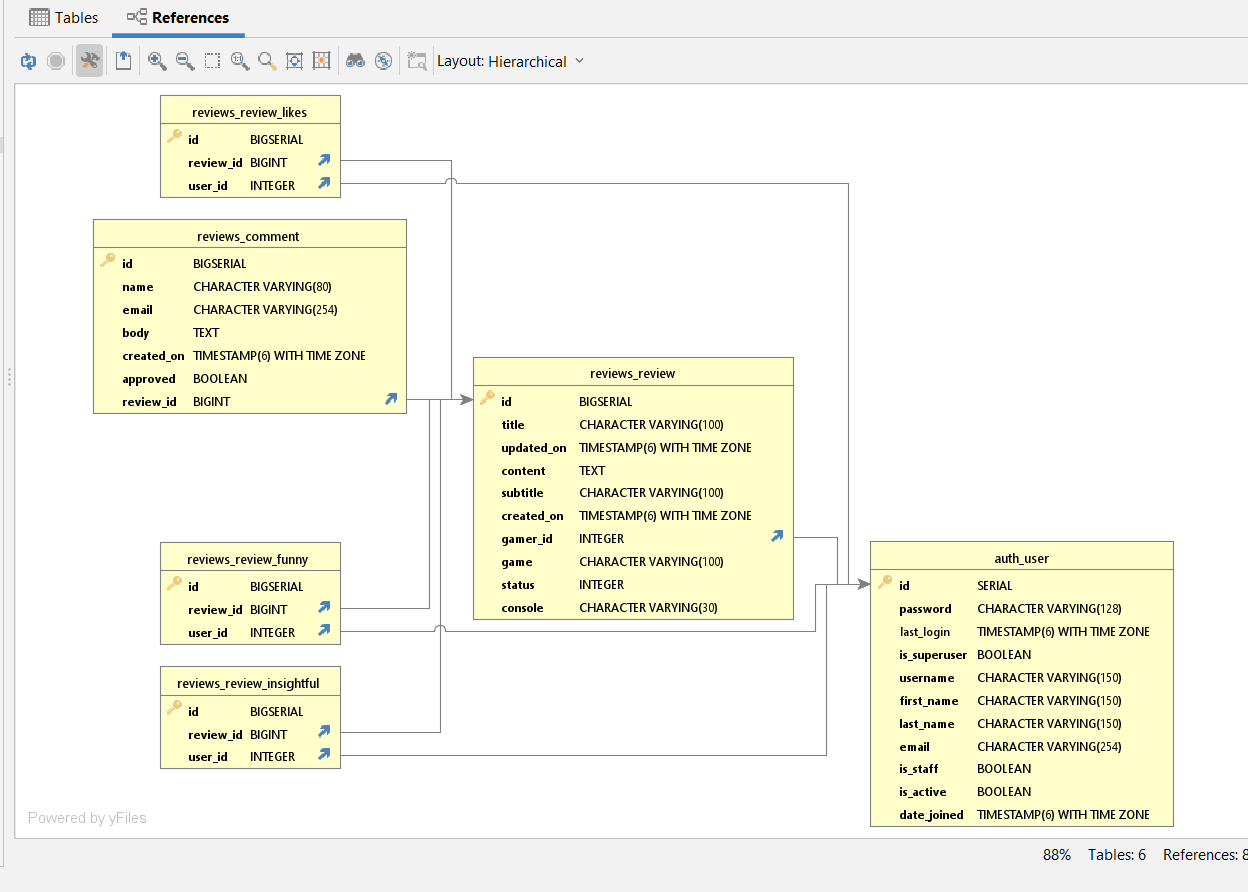 Tables References
Layout: Hierarchical
reviews_review_likes
id BIGSERIAL
review_id BIGINT
user_id INTEGER
reviews_comment
id BIGSERIAL
name CHARACTER VARYING(80)
email CHARACTER VARYING(254)
body TEXT
created_on TIMESTAMP(6) WITH TIME ZONE
approved BOOLEAN
review_id BIGINT
reviews_review
id BIGSERIAL
title CHARACTER VARYING(100)
updated_on TIMESTAMP(6) WITH TIME ZONE
content TEXT
subtitle CHARACTER VARYING(100)
created_on TIMESTAMP(6) WITH TIME ZONE
gamer_id INTEGER
game CHARACTER VARYING(100)
status INTEGER
console CHARACTER VARYING(30)
reviews_review_funny
id BIGSERIAL
review_id BIGINT
user_id INTEGER
reviews_review_insightful
id BIGSERIAL
review_id BIGINT
user_id INTEGER
auth_user
id SERIAL
password CHARACTER VARYING(128)
last_login TIMESTAMP(6) WITH TIME ZONE
is_superuser BOOLEAN
username CHARACTER VARYING(150)
first_name CHARACTER VARYING(150)
last_name CHARACTER VARYING(150)
email CHARACTER VARYING(254)
is_staff BOOLEAN
is_active BOOLEAN
date_joined TIMESTAMP(6) WITH TIME ZONE
Powered by yFiles
88% Tables: 6 References: 8